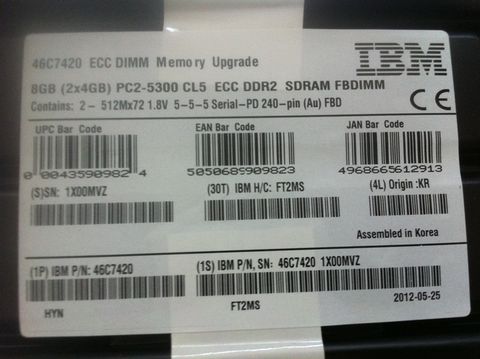 46C7420 ECC DIMM Memory Upgrade
IBM
8GB (2x4GB) PC2-5300 CL5 ECC DDR2 SDRAM FBDIMM
Contains: 2- 512Mx72 1.8V 5-5-5 Serial-PD 240-pin (Au) FBD
CE
UPC Bar Code
EAN Bar Code
JAN Bar Code
0 0043590982 4
5050689909823
4968665612913
(S)SN: 1X00MVZ
(30T) IBM H/C: FT2MS
(4L) Origin :KR
Assembled in Korea
(1P) IBM P/N: 46C7420
(1S) IBM P/N, SN: 46C7420 1X00MVZ
HYN
FT2MS
2012-05-25